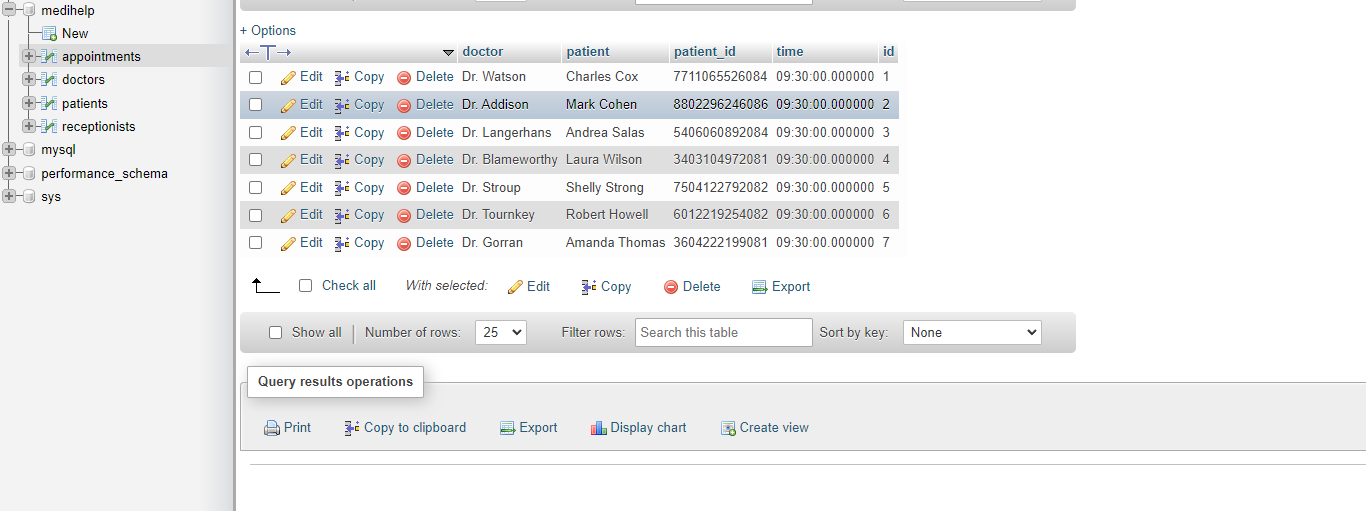 medihelp
New
appointments
doctors
patients
receptionists
mysql
performance_schema
sys
+ Options
doctor patient patient_id time id
Edit Copy Delete Dr. Watson Charles Cox 7711065526084 09:30:00.000000 1
Edit Copy Delete Dr. Addison Mark Cohen 8802296246086 09:30:00.000000 2
Edit Copy Delete Dr. Langerhans Andrea Salas 5406060892084 09:30:00.000000 3
Edit Copy Delete Dr. Blameworthy Laura Wilson 3403104972081 09:30:00.000000 4
Edit Copy Delete Dr. Stroup Shelly Strong 7504122792082 09:30:00.000000 5
Edit Copy Delete Dr. Tournkey Robert Howell 6012219254082 09:30:00.000000 6
Edit Copy Delete Dr. Gorran Amanda Thomas 3604222199081 09:30:00.000000 7
Check all With selected: Edit Copy Delete Export
Show all Number of rows: 25 Filter rows: Search this table Sort by key: None
Query results operations
Print Copy to clipboard Export Display chart Create view